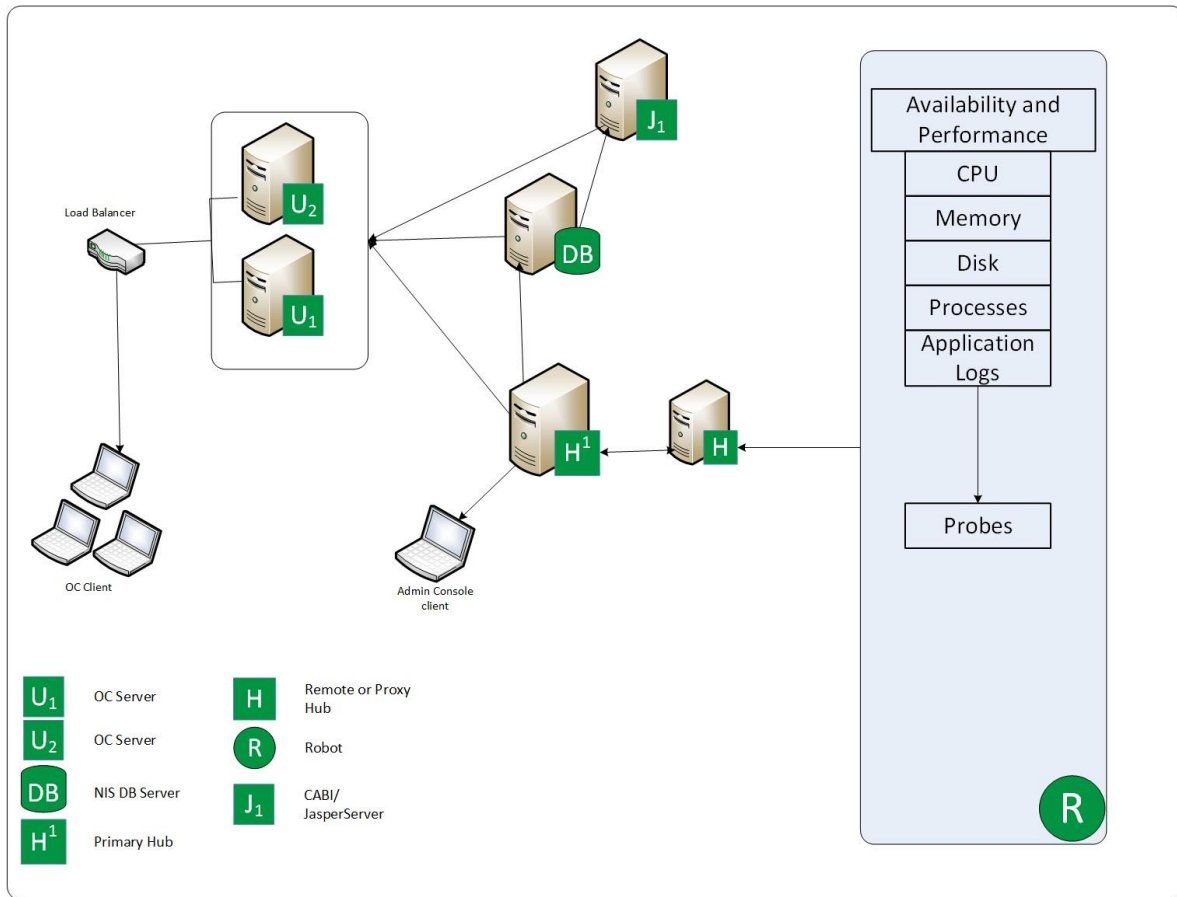 Availability and
Performance
CPU
Memory
Disk
Processes
Application
Logs
Probes
R
J₁
U₂
Load Balancer
DB
U₁
H¹
H
OC Client
Admin Console
client
U₁ OC Server
U₂ OC Server
DB NIS DB Server
H¹ Primary Hub
H Remote or Proxy
Hub
R Robot
J₁ CABI/
JasperServer